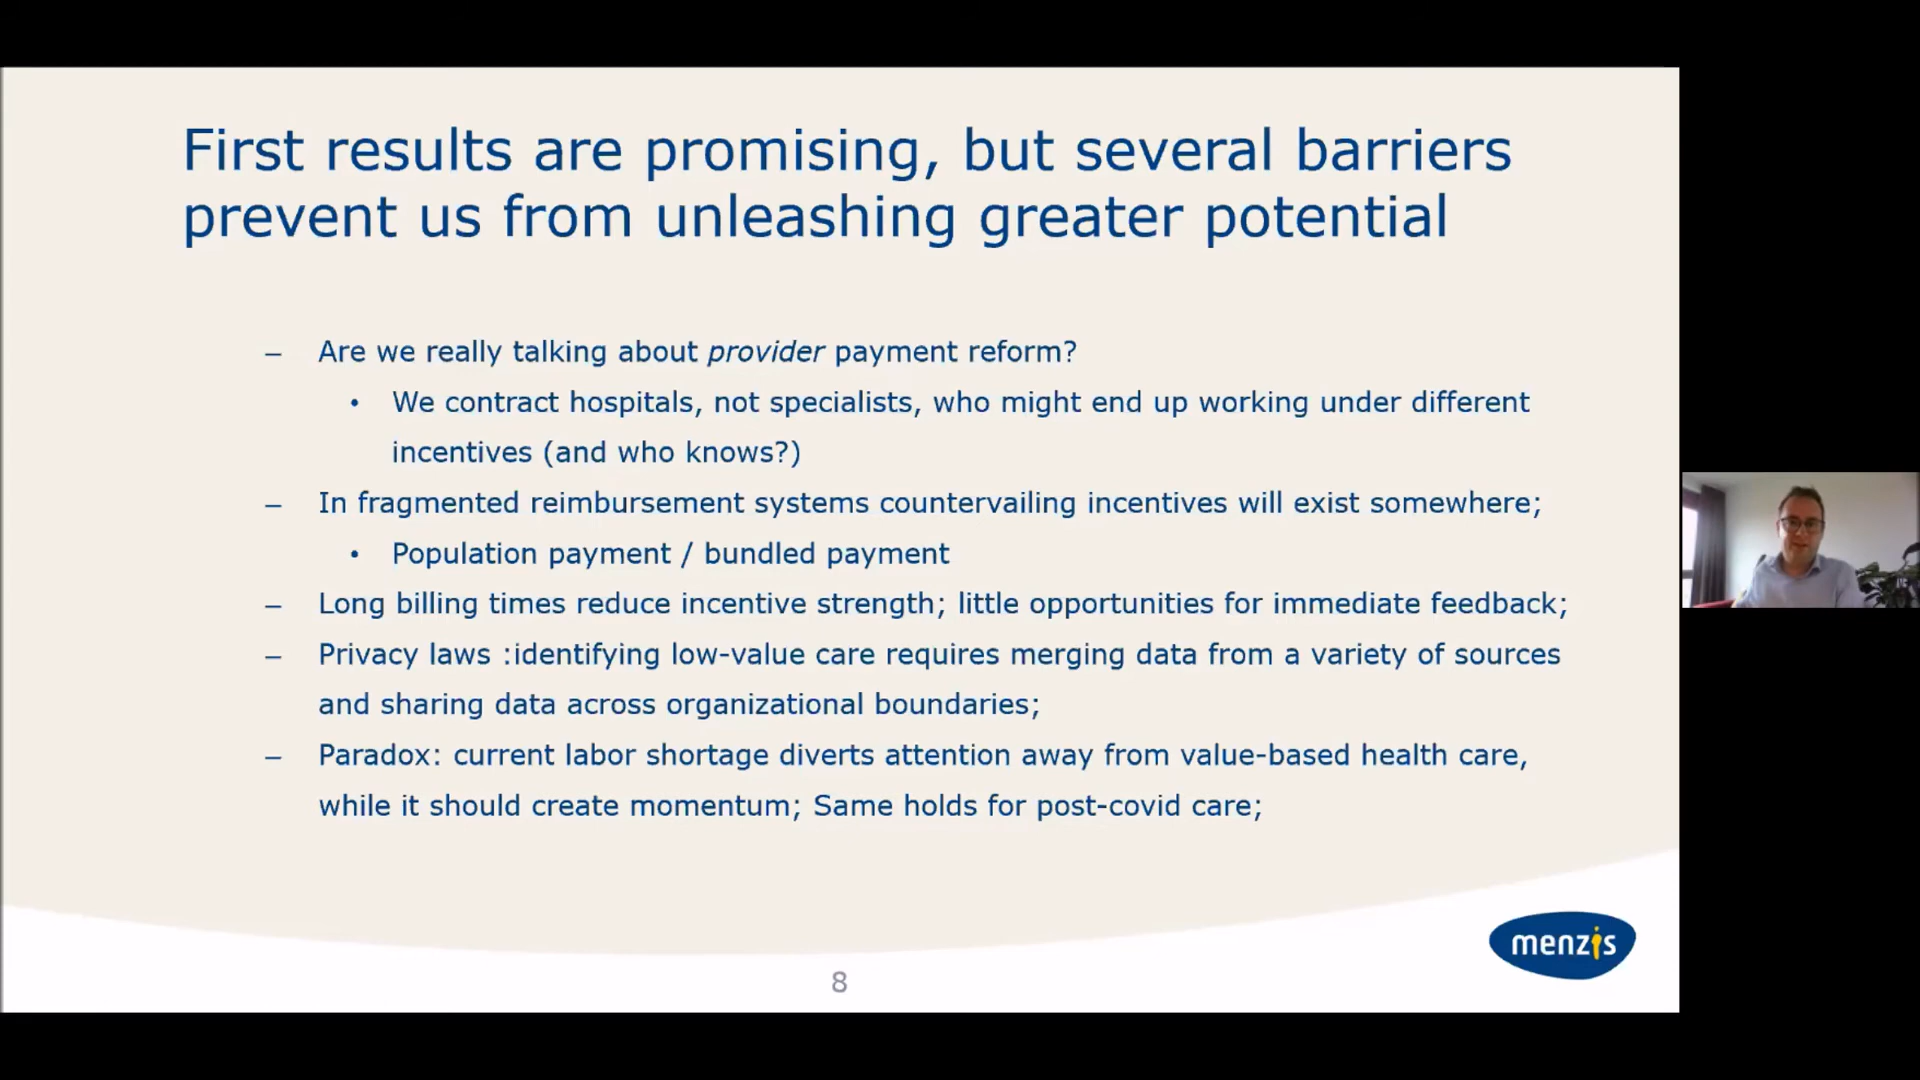 First results are promising, but several barriers
prevent us from unleashing greater potential
– Are we really talking about provider payment reform?
• We contract hospitals, not specialists, who might end up working under different
incentives (and who knows?)
– In fragmented reimbursement systems countervailing incentives will exist somewhere;
• Population payment / bundled payment
– Long billing times reduce incentive strength; little opportunities for immediate feedback;
– Privacy laws :identifying low-value care requires merging data from a variety of sources
and sharing data across organizational boundaries;
– Paradox: current labor shortage diverts attention away from value-based health care,
while it should create momentum; Same holds for post-covid care;
menzis
8